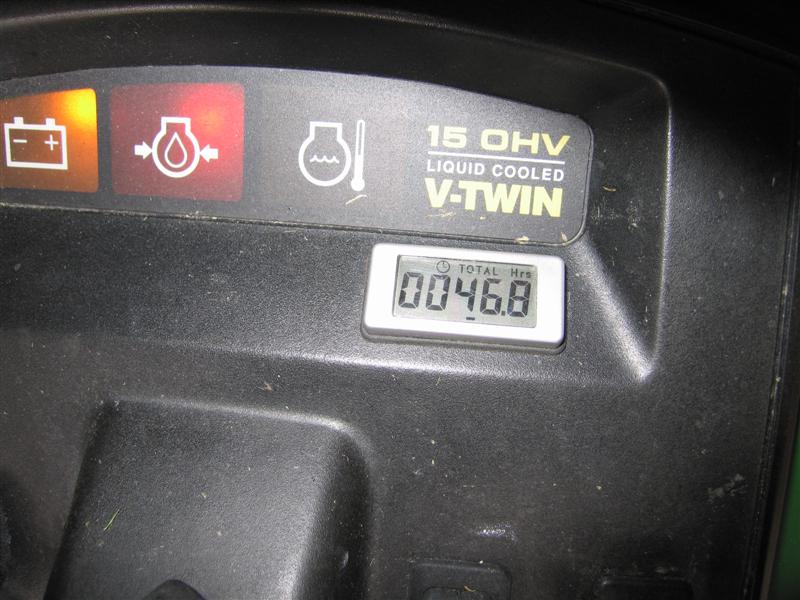 15 OHV
LIQUID COOLED
V-TWIN
TOTAL Hrs
0046.8